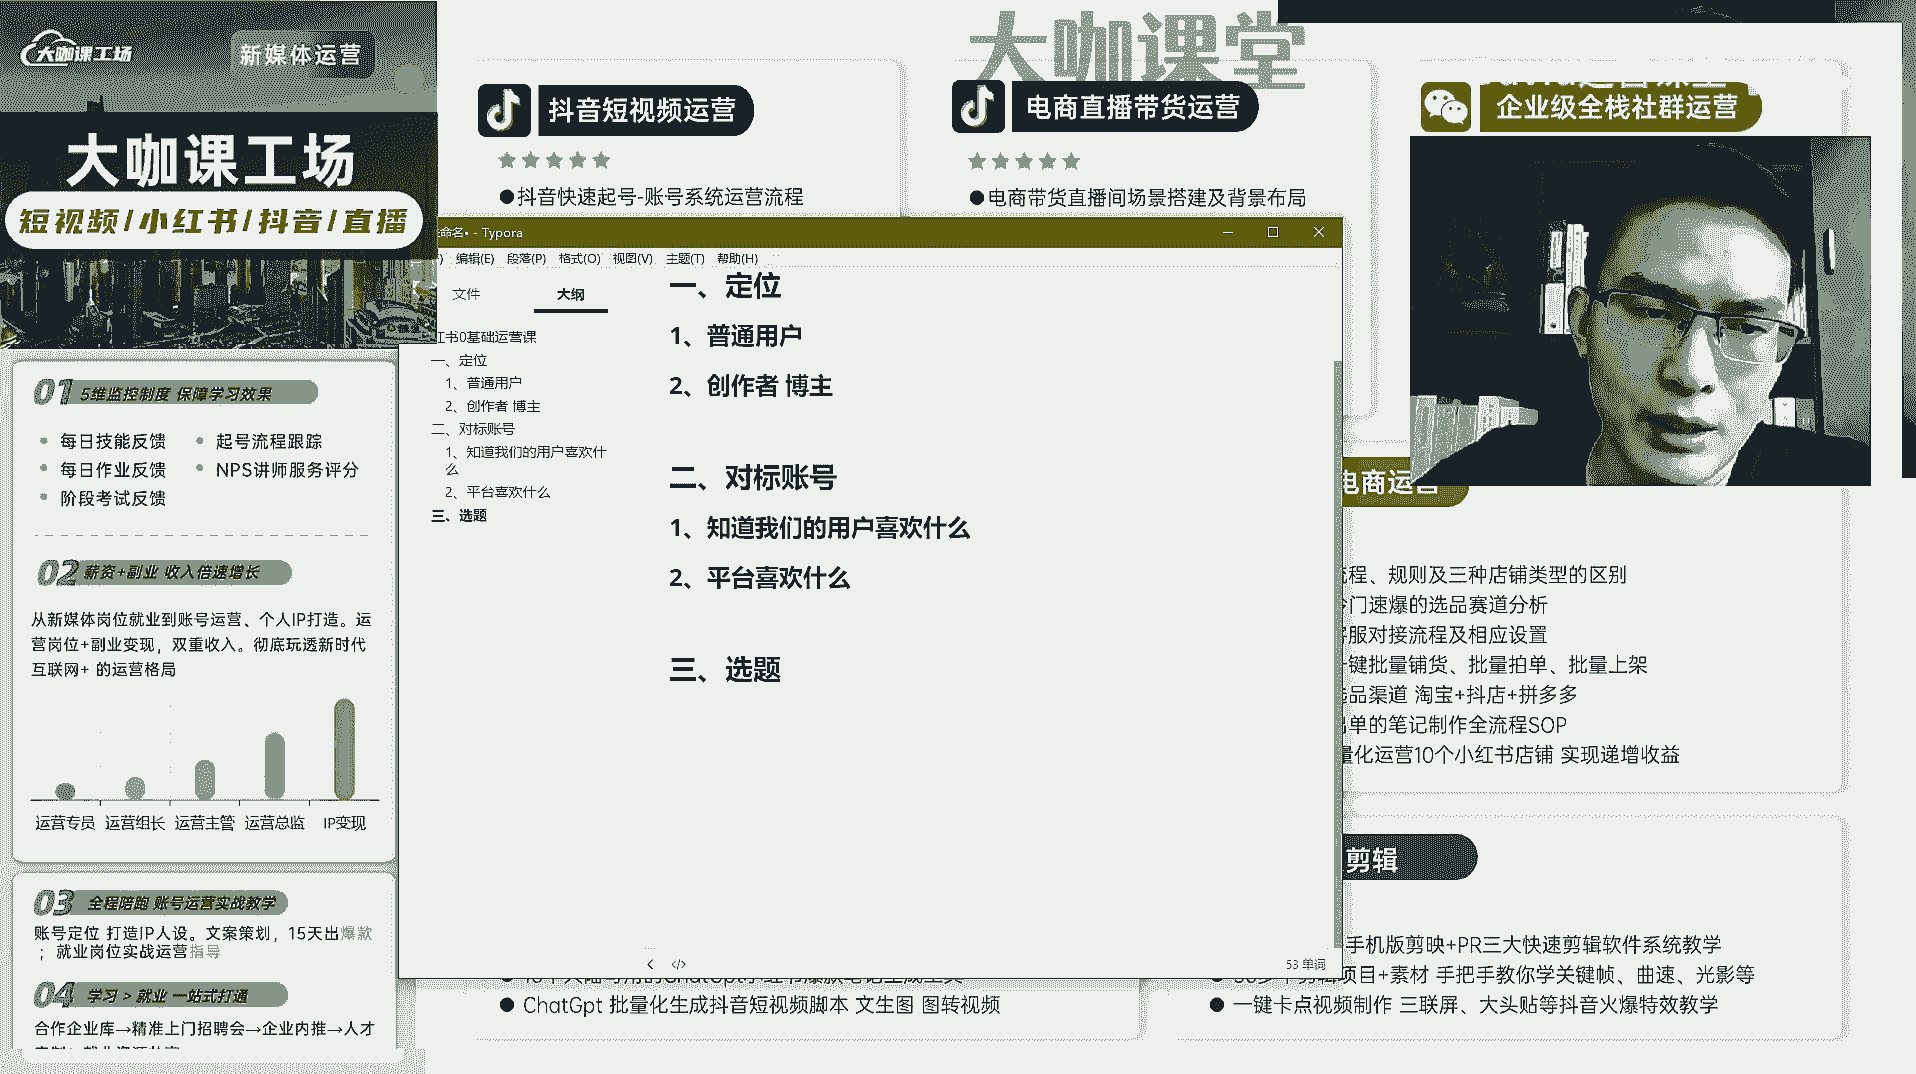 大咖课工场
新媒体运营
大咖课工场
短视频/小红书/抖音/直播
01 5维监控制度 保障学习效果
每日技能反馈
起号流程跟踪
每日作业反馈
NPS讲师服务评分
阶段考试反馈
02 薪资+副业 收入倍速增长
从新媒体岗位就业到账号运营、个人IP打造。运
营岗位+副业变现，双重收入。彻底玩透新时代
互联网+ 的运营格局
运营专员 运营组长 运营主管 运营总监 IP变现
03 全程陪跑 账号运营实战教学
账号定位 打造IP人设。文案策划，15天出爆款
；就业岗位实战运营指导
04 学习 > 就业 一站式打通
合作企业库→精准上门招聘会→企业内推→人才
大咖课堂
抖音短视频运营
●抖音快速起号-账号系统运营流程
电商直播带货运营
●电商带货直播间场景搭建及背景布局
企业级全栈社群运营
命名• - Typora
编辑(E) 段落(P) 格式(O) 视图(V) 主题(T) 帮助(H)
文件
大纲
书0基础运营课
一、定位
1、普通用户
2、创作者 博主
二、对标账号
1、知道我们的用户喜欢什
么
2、平台喜欢什么
三、选题
一、定位
1、普通用户
2、创作者 博主
二、对标账号
1、知道我们的用户喜欢什么
2、平台喜欢什么
三、选题
</>
53 单词
电商运营
程、规则及三种店铺类型的区别
门速爆的选品赛道分析
服对接流程及相应设置
键批量铺货、批量拍单、批量上架
品渠道 淘宝+抖店+拼多多
单的笔记制作全流程SOP
量化运营10个小红书店铺 实现递增收益
剪辑
手机版剪映+PR三大快速剪辑软件系统教学
项目+素材 手把手教你学关键帧、曲速、光影等
● 一键卡点视频制作 三联屏、大头贴等抖音火爆特效教学
● ChatGpt 批量化生成抖音短视频脚本 文生图 图转视频